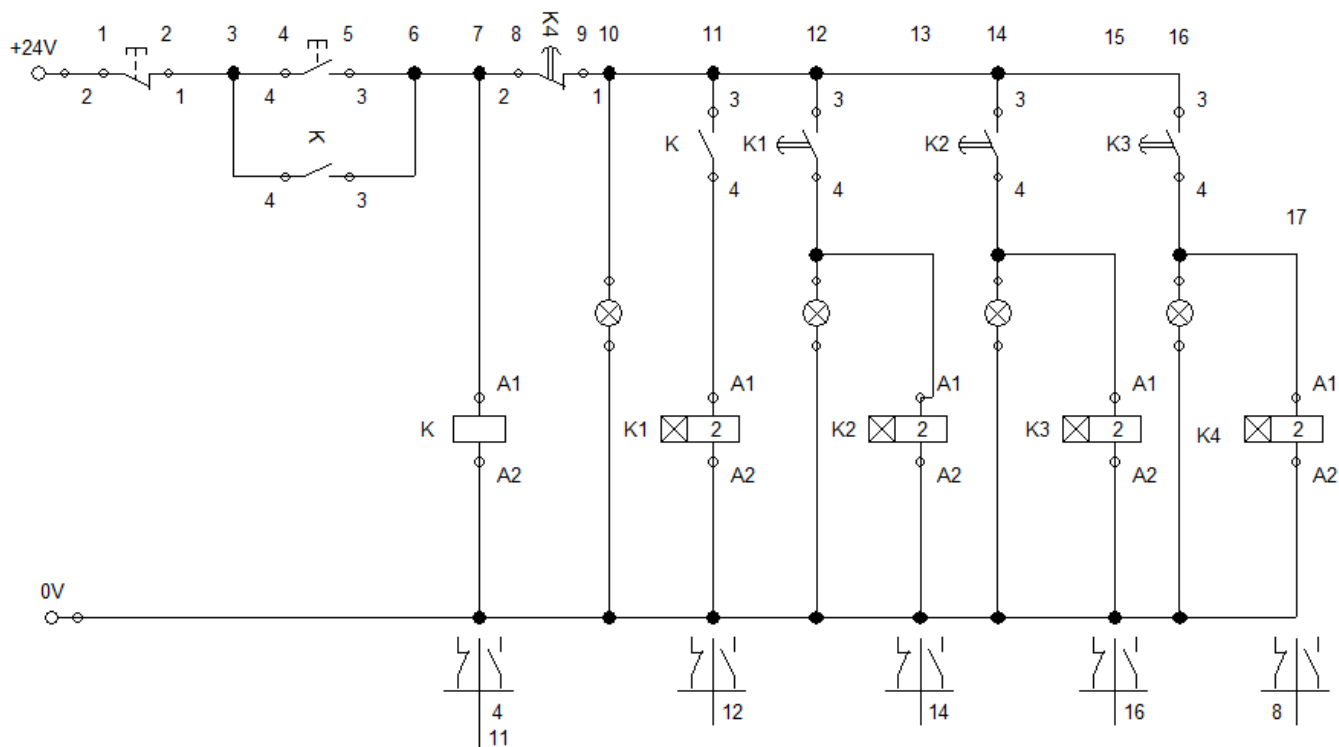 1 2 3 4 5 6 7 8 K4 9 10 11 12 13 14 15 16
+24V
2 1 4 3 2 1 3 3 3 3
K K K1 K2 K3
4 3 4 4 4 4
17
A1 A1 A1 A1 A1
K K1 2 K2 2 K3 2 K4 2
A2 A2 A2 A2 A2
0V
4 12 14 16 8
11